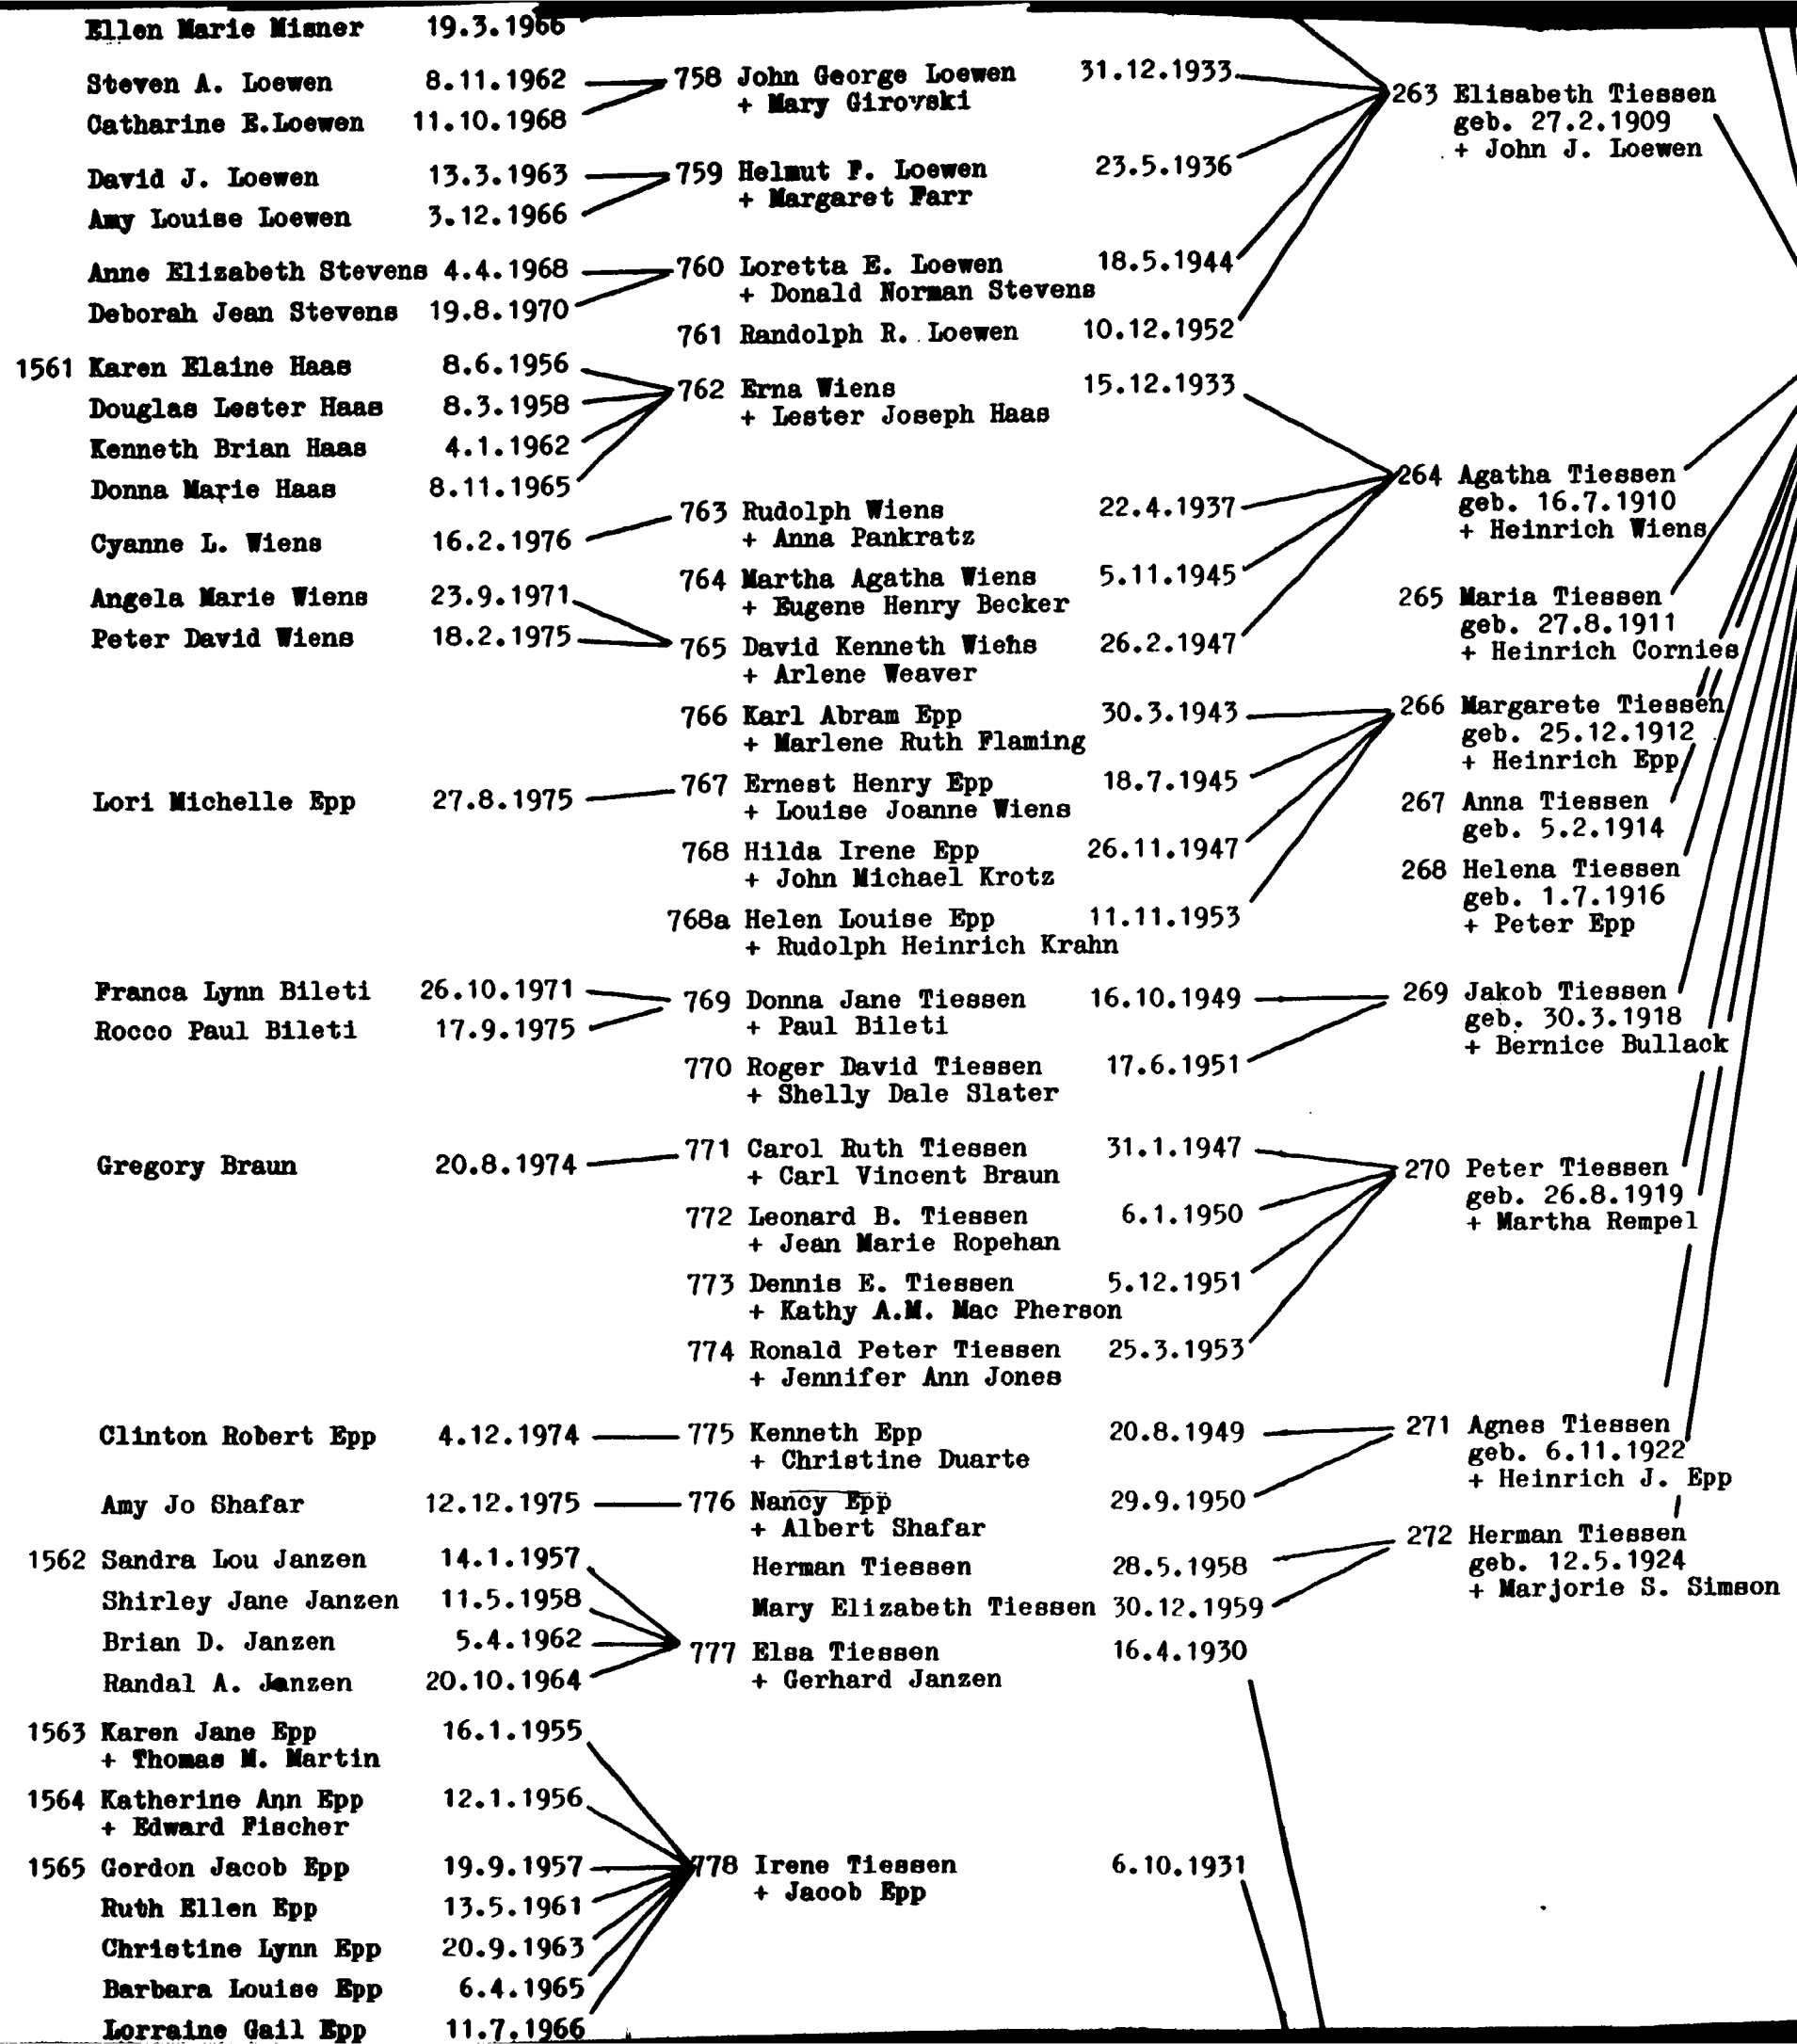 Ellen Marie Misner 19.3.1966
Steven A. Loewen 8.11.1962
Catharine E.Loewen 11.10.1968
David J. Loewen 13.3.1963
Amy Louise Loewen 3.12.1966
Anne Elizabeth Stevens 4.4.1968
Deborah Jean Stevens 19.8.1970
1561 Karen Elaine Haas 8.6.1956
Douglas Lester Haas 8.3.1958
Kenneth Brian Haas 4.1.1962
Donna Marie Haas 8.11.1965
Cyanne L. Wiens 16.2.1976
Angela Marie Wiens 23.9.1971
Peter David Wiens 18.2.1975
Lori Michelle Epp 27.8.1975
Franca Lynn Bileti 26.10.1971
Rocco Paul Bileti 17.9.1975
Gregory Braun 20.8.1974
Clinton Robert Epp 4.12.1974
Amy Jo Shafar 12.12.1975
1562 Sandra Lou Janzen 14.1.1957
Shirley Jane Janzen 11.5.1958
Brian D. Janzen 5.4.1962
Randal A. Janzen 20.10.1964
1563 Karen Jane Epp 16.1.1955
+ Thomas M. Martin
1564 Katherine Ann Epp 12.1.1956
+ Edward Fischer
1565 Gordon Jacob Epp 19.9.1957
Ruth Ellen Epp 13.5.1961
Christine Lynn Epp 20.9.1963
Barbara Louise Epp 6.4.1965
Lorraine Gail Epp 11.7.1966
758 John George Loewen 31.12.1933
+ Mary Girovski
759 Helmut P. Loewen 23.5.1936
+ Margaret Farr
760 Loretta E. Loewen 18.5.1944
+ Donald Norman Stevens
761 Randolph R. Loewen 10.12.1952
762 Erna Wiens 15.12.1933
+ Lester Joseph Haas
763 Rudolph Wiens 22.4.1937
+ Anna Pankratz
764 Martha Agatha Wiens 5.11.1945
+ Eugene Henry Becker
765 David Kenneth Wiens 26.2.1947
+ Arlene Weaver
766 Karl Abram Epp 30.3.1943
+ Marlene Ruth Flaming
767 Ernest Henry Epp 18.7.1945
+ Louise Joanne Wiens
768 Hilda Irene Epp 26.11.1947
+ John Michael Krotz
768a Helen Louise Epp 11.11.1953
+ Rudolph Heinrich Krahn
769 Donna Jane Tiessen 16.10.1949
+ Paul Bileti
770 Roger David Tiessen 17.6.1951
+ Shelly Dale Slater
771 Carol Ruth Tiessen 31.1.1947
+ Carl Vincent Braun
772 Leonard B. Tiessen 6.1.1950
+ Jean Marie Ropehan
773 Dennis E. Tiessen 5.12.1951
+ Kathy A.M. Mac Pherson
774 Ronald Peter Tiessen 25.3.1953
+ Jennifer Ann Jones
775 Kenneth Epp 20.8.1949
+ Christine Duarte
776 Nancy Epp 29.9.1950
+ Albert Shafar
Herman Tiessen 28.5.1958
Mary Elizabeth Tiessen 30.12.1959
777 Elsa Tiessen 16.4.1930
+ Gerhard Janzen
778 Irene Tiessen 6.10.1931
+ Jacob Epp
263 Elisabeth Tiessen
geb. 27.2.1909
+ John J. Loewen
264 Agatha Tiessen
geb. 16.7.1910
+ Heinrich Wiens
265 Maria Tiessen
geb. 27.8.1911
+ Heinrich Cornies
266 Margarete Tiessen
geb. 25.12.1912
+ Heinrich Epp
267 Anna Tiessen
geb. 5.2.1914
268 Helena Tiessen
geb. 1.7.1916
+ Peter Epp
269 Jakob Tiessen
geb. 30.3.1918
+ Bernice Bullack
270 Peter Tiessen
geb. 26.8.1919
+ Martha Rempel
271 Agnes Tiessen
geb. 6.11.1922
+ Heinrich J. Epp
272 Herman Tiessen
geb. 12.5.1924
+ Marjorie S. Simson